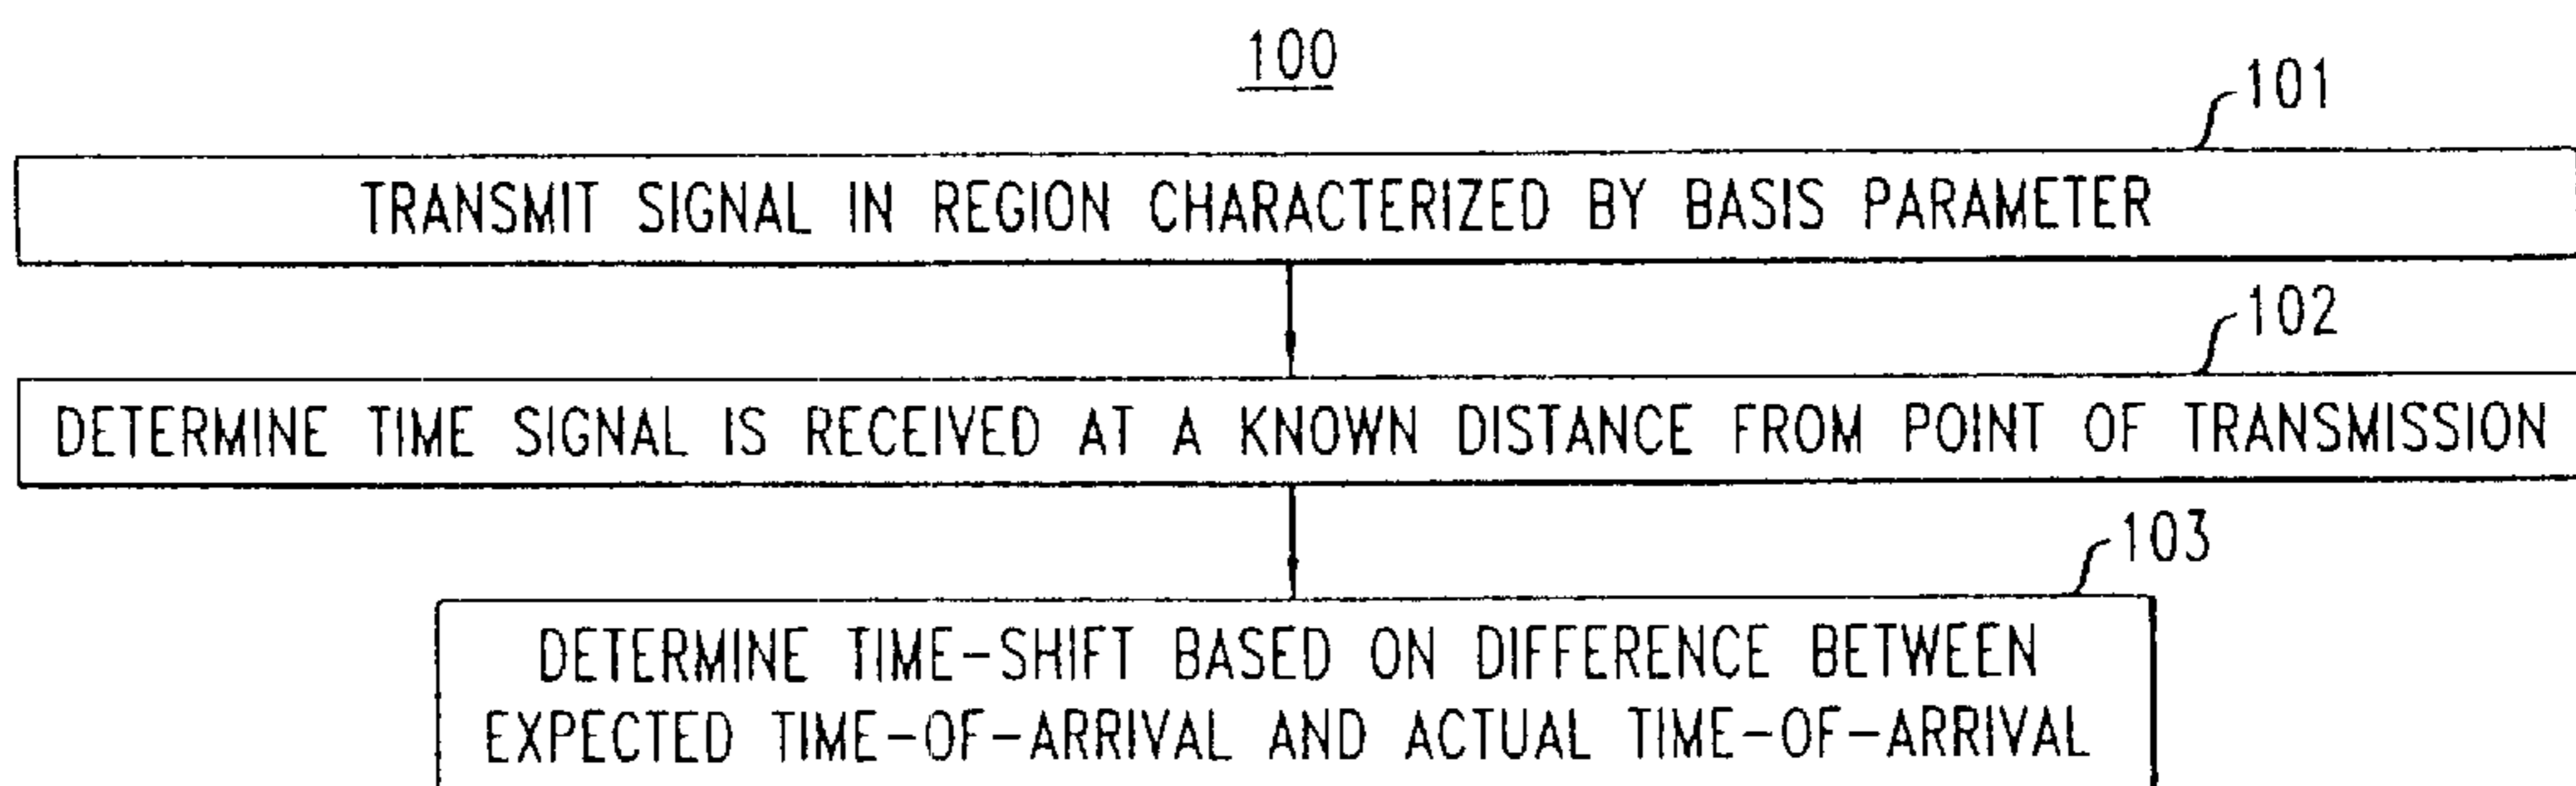 100
101
TRANSMIT SIGNAL IN REGION CHARACTERIZED BY BASIS PARAMETER
102
DETERMINE TIME SIGNAL IS RECEIVED AT A KNOWN DISTANCE FROM POINT OF TRANSMISSION
103
DETERMINE TIME-SHIFT BASED ON DIFFERENCE BETWEEN
EXPECTED TIME-OF-ARRIVAL AND ACTUAL TIME-OF-ARRIVAL